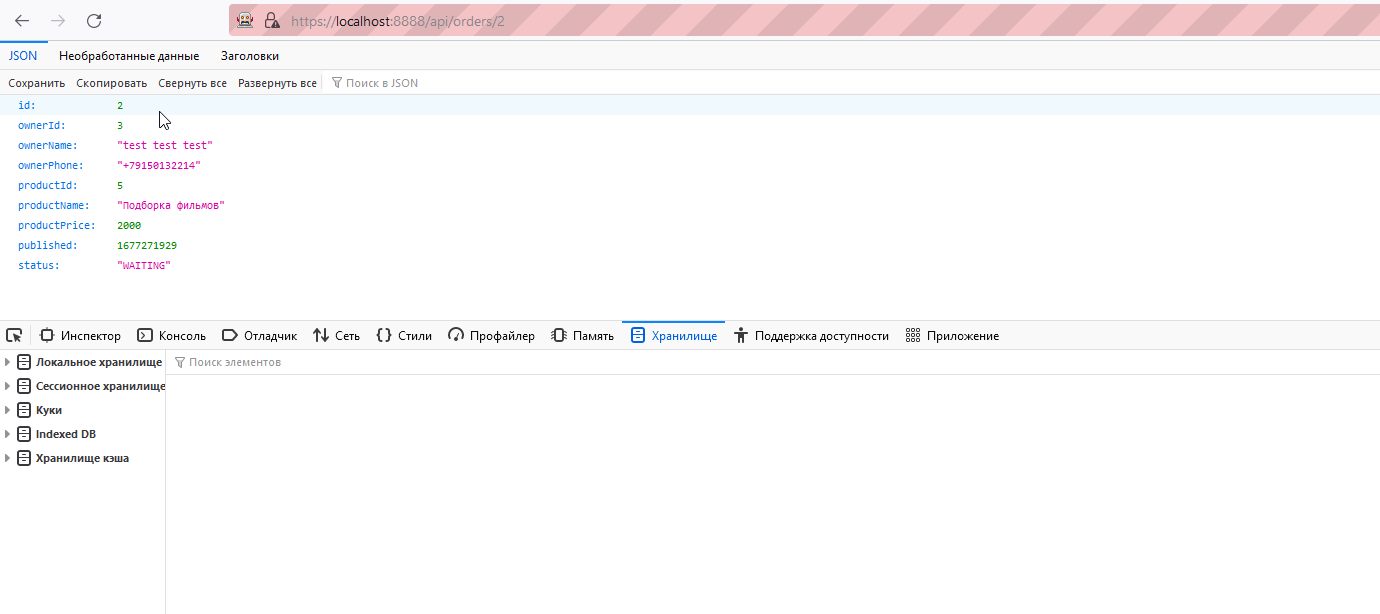 https://localhost:8888/api/orders/2
JSON Необработанные данные Заголовки
Сохранить Скопировать Свернуть все Развернуть все Поиск в JSON
id: 2
ownerId: 3
ownerName: "test test test"
ownerPhone: "+79150132214"
productId: 5
productName: "Подборка фильмов"
productPrice: 2000
published: 1677271929
status: "WAITING"
Инспектор Консоль Отладчик Сеть Стили Профайлер Память Хранилище Поддержка доступности Приложение
Локальное хранилище Поиск элементов
Сессионное хранилище
Куки
Indexed DB
Хранилище кэша